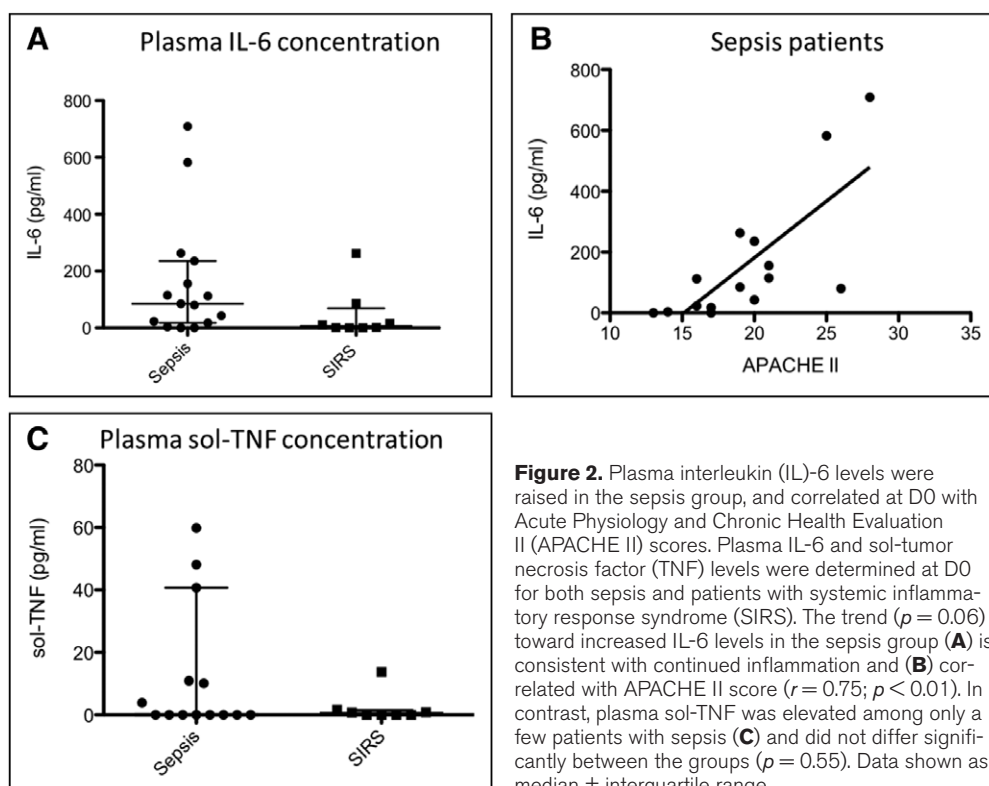 A Plasma IL-6 concentration
800
600
400
200
0
IL-6 (pg/ml)
Sepsis
SIRS
B Sepsis patients
800
600
400
200
0
IL-6 (pg/ml)
10 15 20 25 30 35
APACHE II
C Plasma sol-TNF concentration
80
60
40
20
0
sol-TNF (pg/ml)
Sepsis
SIRS
Figure 2. Plasma interleukin (IL)-6 levels were
raised in the sepsis group, and correlated at D0 with
Acute Physiology and Chronic Health Evaluation
II (APACHE II) scores. Plasma IL-6 and sol-tumor
necrosis factor (TNF) levels were determined at D0
for both sepsis and patients with systemic inflamma-
tory response syndrome (SIRS). The trend (p = 0.06)
toward increased IL-6 levels in the sepsis group (A) is
consistent with continued inflammation and (B) cor-
related with APACHE II score (r = 0.75; p < 0.01). In
contrast, plasma sol-TNF was elevated among only a
few patients with sepsis (C) and did not differ signifi-
cantly between the groups (p = 0.55). Data shown as
median ± interquartile range